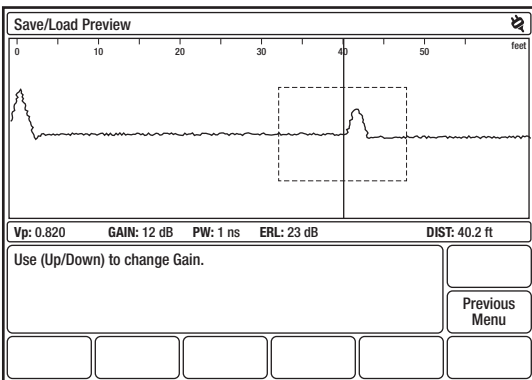 Save/Load Preview
0 10 20 30 40 50 feet
Vp: 0.820 GAIN: 12 dB PW: 1 ns ERL: 23 dB DIST: 40.2 ft
Use (Up/Down) to change Gain.
Previous
Menu